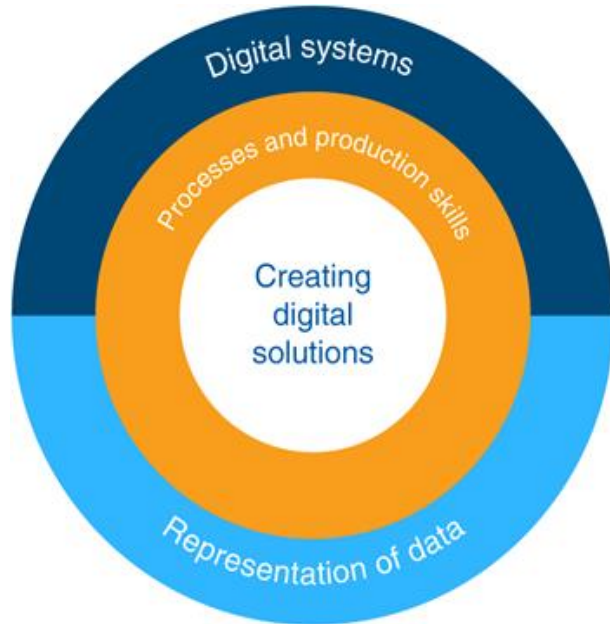 Digital systems
Processes and production skills
Creating
digital
solutions
Representation of data